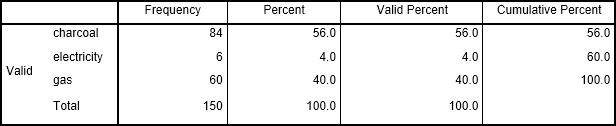 Frequency Percent Valid Percent Cumulative Percent
Valid charcoal 84 56.0 56.0 56.0
electricity 6 4.0 4.0 60.0
gas 60 40.0 40.0 100.0
Total 150 100.0 100.0